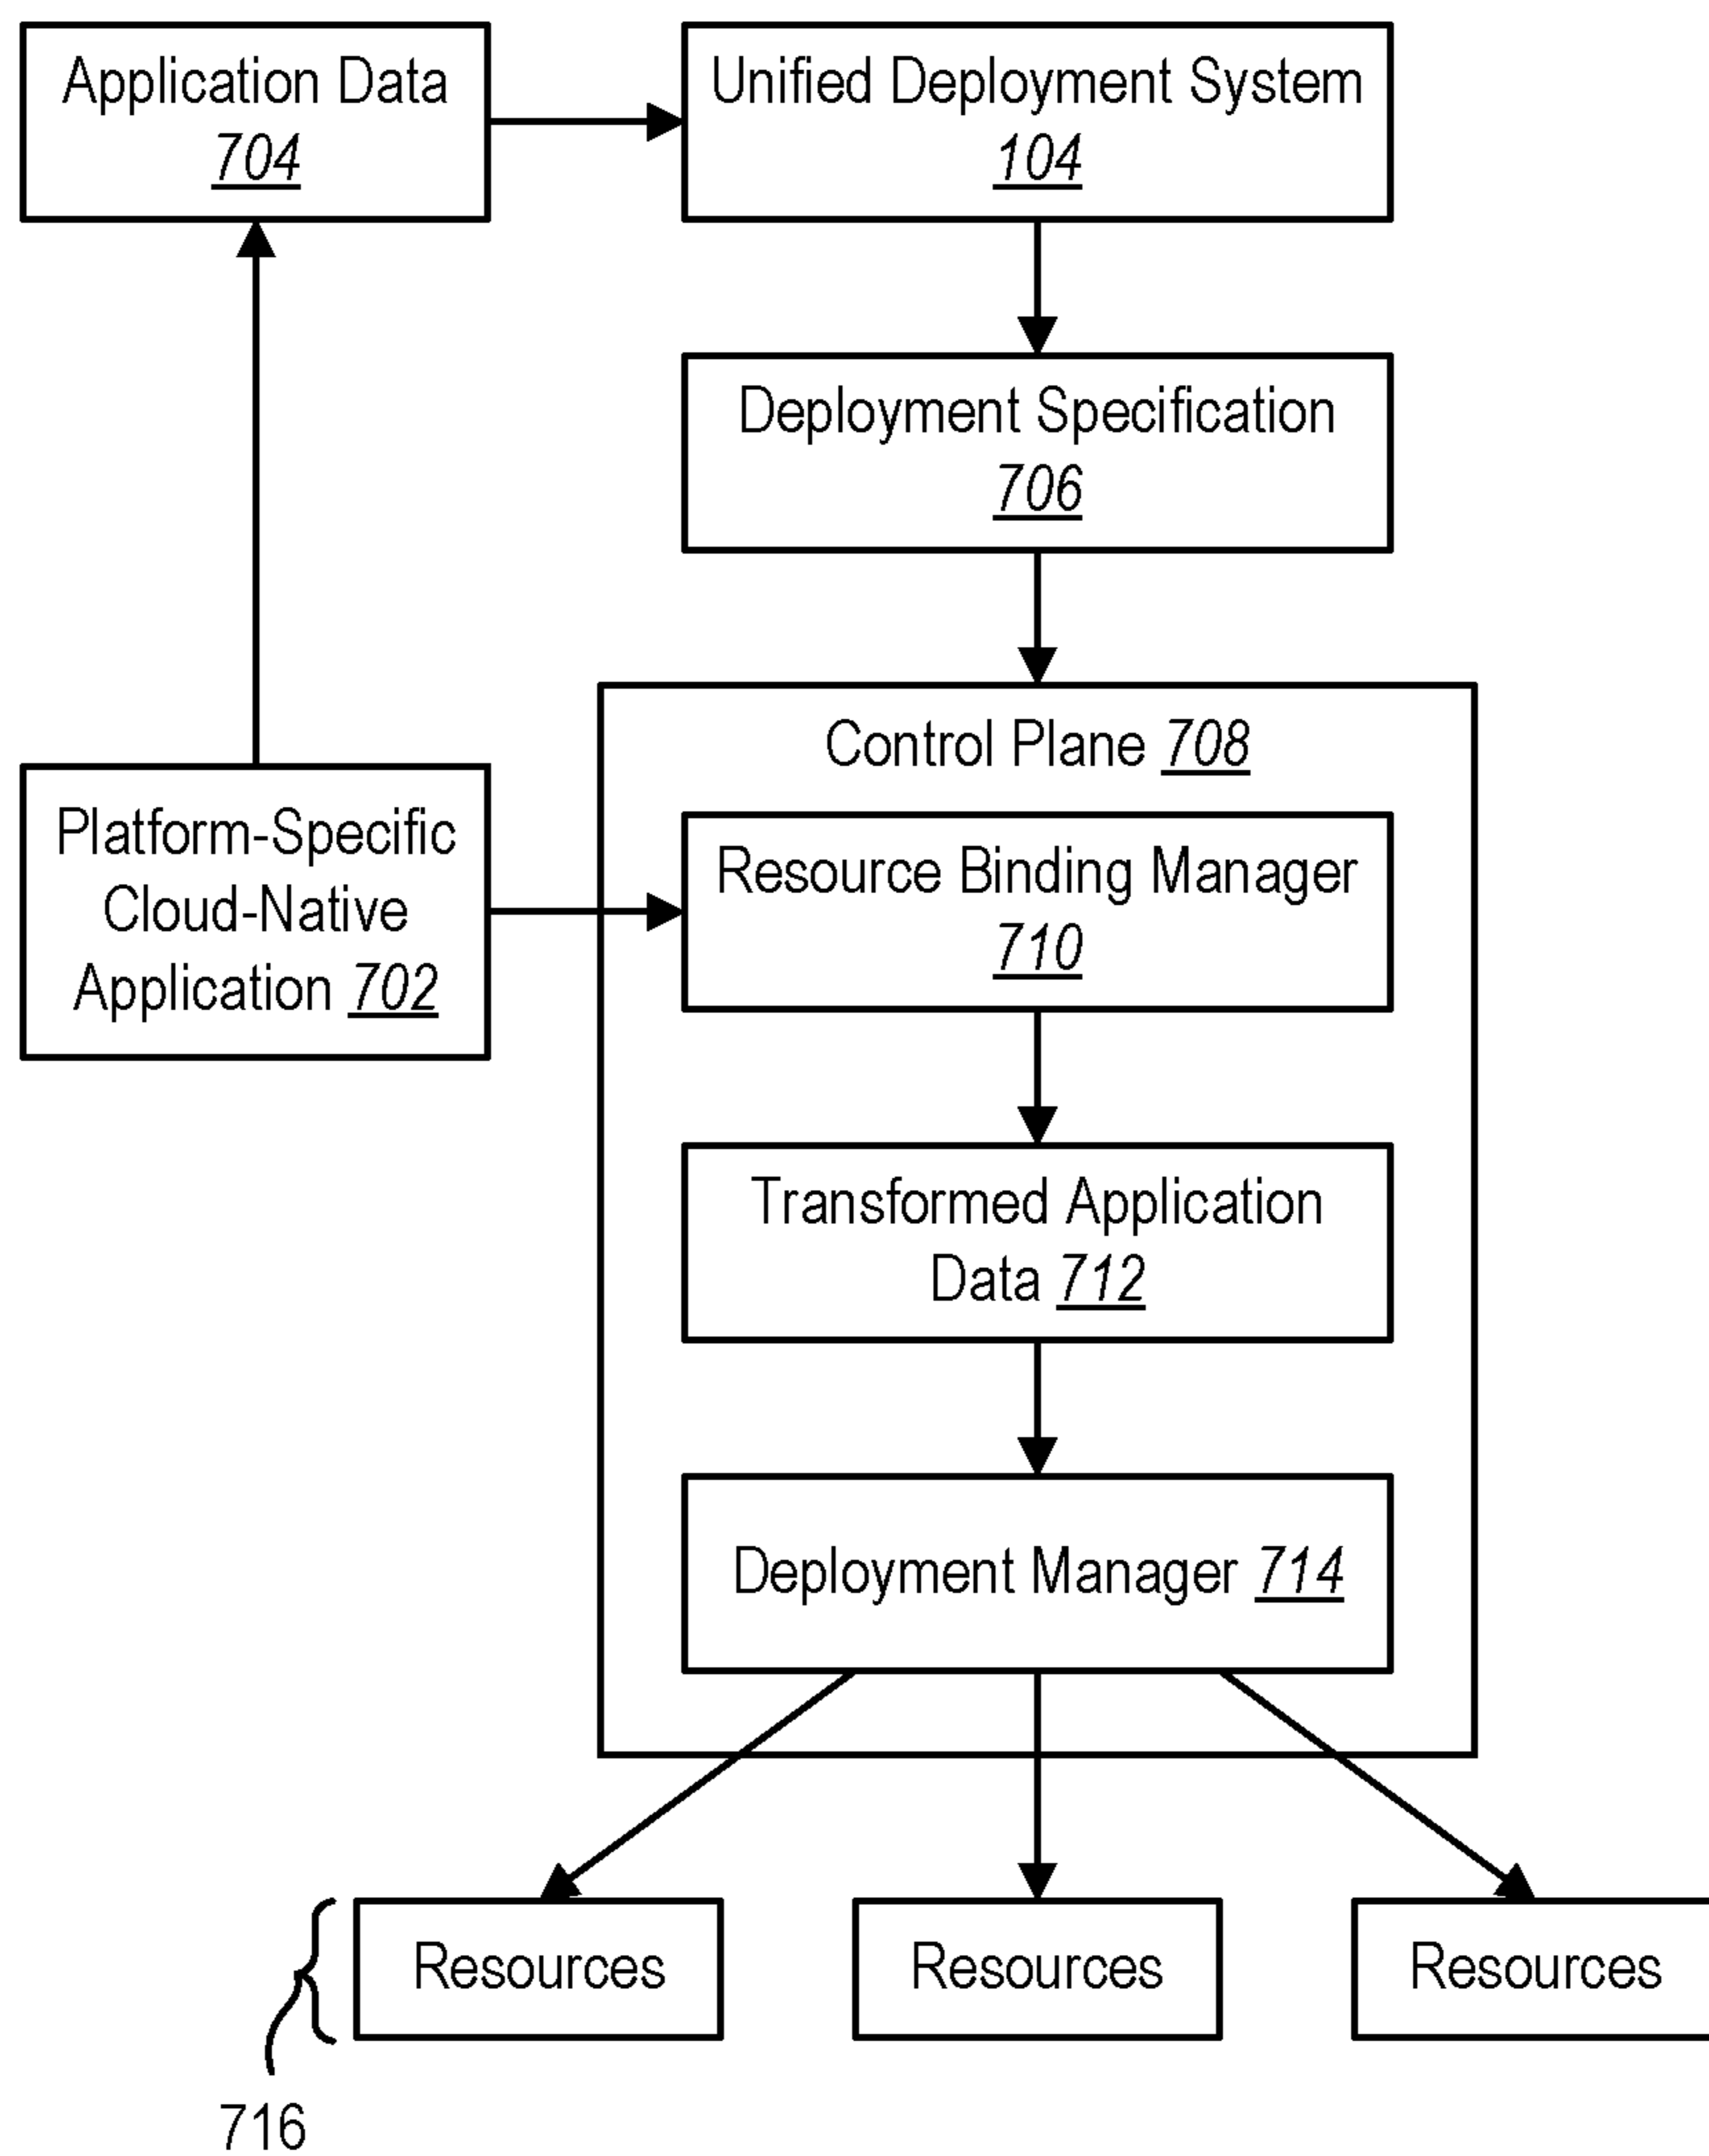 Application Data
704
Unified Deployment System
104
Deployment Specification
706
Control Plane 708
Platform-Specific
Cloud-Native
Application 702
Resource Binding Manager
710
Transformed Application
Data 712
Deployment Manager 714
Resources
Resources
Resources
716